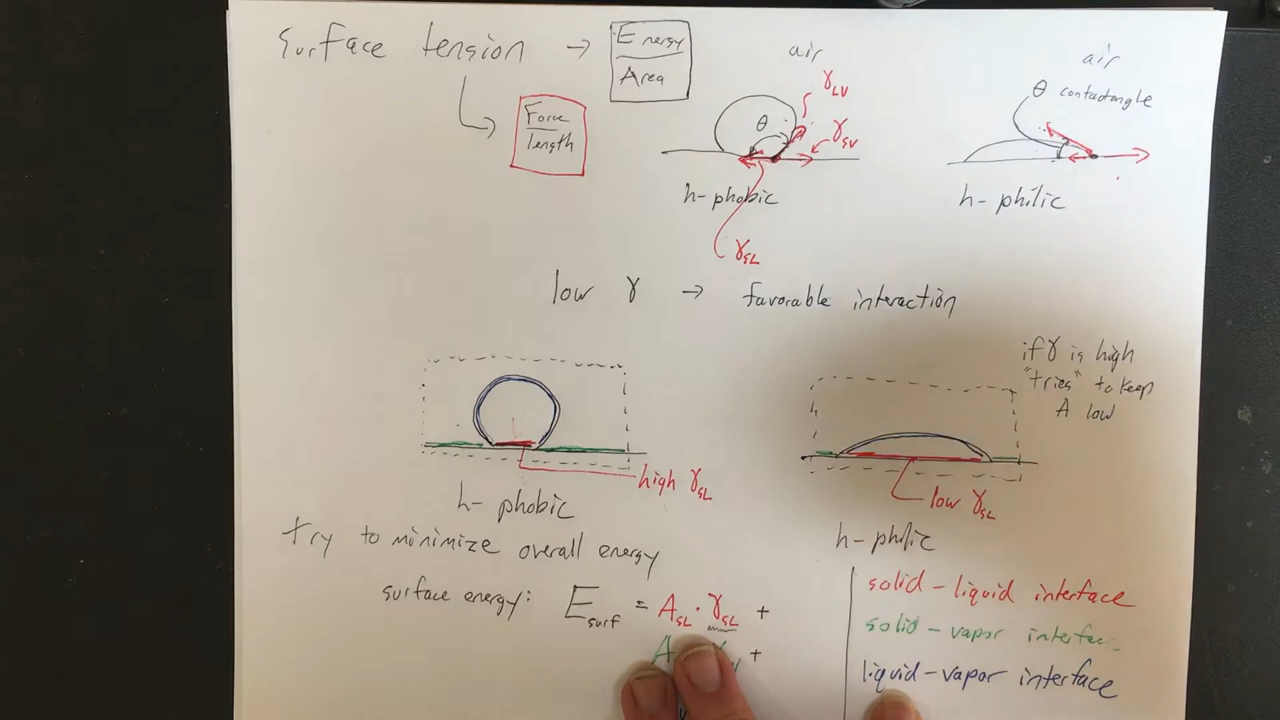 Surface tension → Energy
Area
Force
length
air
γLV
θ
γSV
h-phobic
γSL
air
θ contact angle
h-philic
low γ → favorable interaction
if γ is high
"tries" to keep
A low
high γSL
h-phobic
low γSL
h-philic
try to minimize overall energy
surface energy: Esurf = ASL · γSL +
A +
solid-liquid interface
solid-vapor interfac
liquid-vapor interface